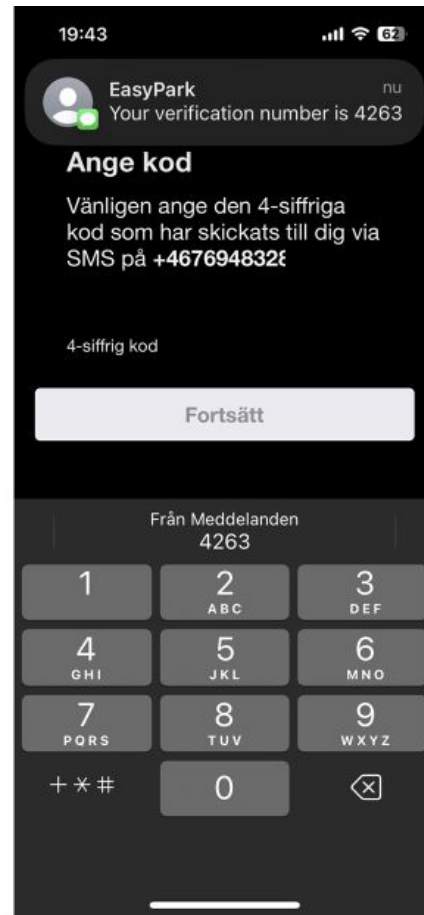 19:43
62
EasyPark
nu
Your verification number is 4263
Ange kod
Vänligen ange den 4-siffriga
kod som har skickats till dig via
SMS på +4676948328
4-siffrig kod
Fortsätt
Från Meddelanden
4263
1
2
ABC
3
DEF
4
GHI
5
JKL
6
MNO
7
PQRS
8
TUV
9
WXYZ
+*#
0